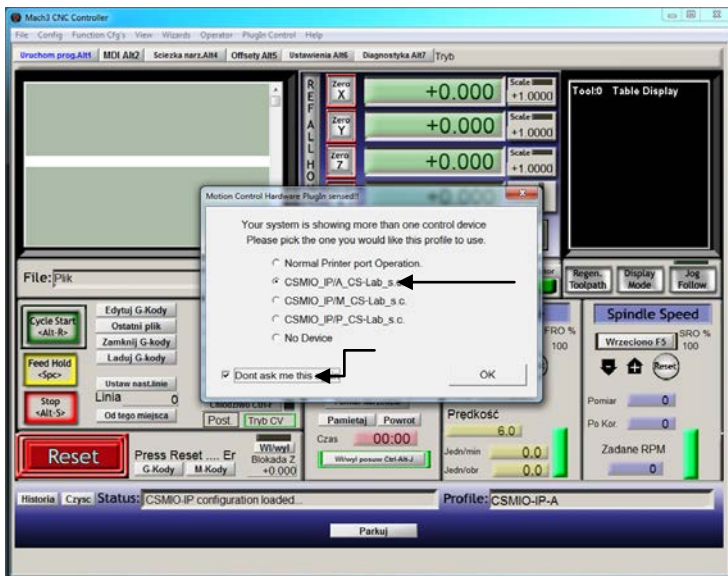 Mach3 CNC Controller
File Config Function Cfg's View Wizards Operator PlugIn Control Help
Uruchom prog.Alt1 MDI Alt2 Sciezka narz.Alt4 Offsety Alt5 Ustawienia Alt6 Diagnostyka Alt7 Tryb
REF ALL HO
Zero X +0.000 Scale +1.0000
Tool:0 Table Display
Zero Y +0.000 Scale +1.0000
Zero Z +0.000 Scale +1.0000
Motion Control Hardware PlugIn sensed!!
Your system is showing more than one control device
Please pick the one you would like this profile to use.
Normal Printer port Operation.
CSMIO_IP/A_CS-Lab_s.c.
CSMIO_IP/M_CS-Lab_s.c.
CSMIO_IP/P_CS-Lab_s.c.
No Device
Dont ask me this
OK
File: Plik
Regen. Toolpath Display Mode Jog Follow
Cycle Start <Alt-R>
Edytuj G-Kody
Ostatni plik
Zamknij G-kody
Laduj G-kody
Feed Hold <Spc>
Ustaw nast.linie
Linia 0
Stop <Alt-S>
Od tego miejsca
Post Tryb CV
Reset
Press Reset .... Er
G.Kody M.Kody
Wl/wyl
Blokada Z
+0.000
Pamietaj Powrot
Czas 00:00
Wl/wyl posuw Ctrl-Alt-J
FRO %
100
Prędkość
6.0
Jedn/min 0.0
Jedn/obr 0.0
Spindle Speed
Wrzeciono F5
SRO %
100
Reset
Pomiar 0
Po Kor. 0
Zadane RPM
0
Historia Czysc Status: CSMIO-IP configuration loaded...
Profile: CSMIO-IP-A
Parkuj